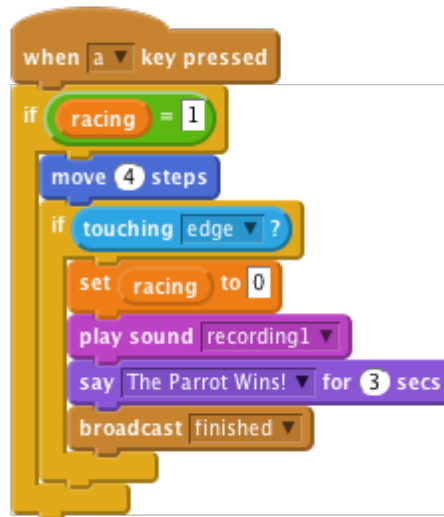 when a key pressed
if racing = 1
move 4 steps
if touching edge ?
set racing to 0
play sound recording1
say The Parrot Wins! for 3 secs
broadcast finished